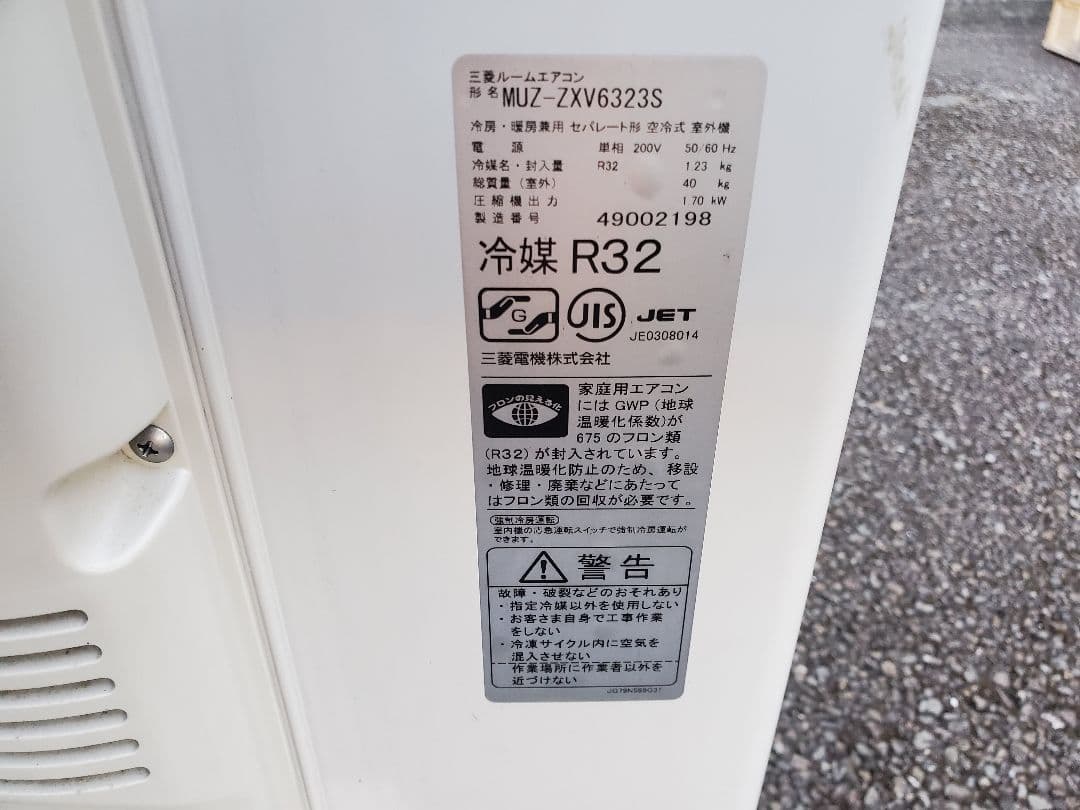 三菱ルームエアコン
形名 MUZ-ZXV6323S
冷房・暖房兼用 セパレート形 空冷式 室外機
電源 単相 200V 50/60 Hz
冷媒名・封入量 R32 1.23 kg
総質量(室外) 40 kg
圧縮機出力 1.70 kW
製造番号 49002198
冷媒 R32
G JIS JET
JE0308014
三菱電機株式会社
フロンの見える化
家庭用エアコン
にはGWP(地球
温暖化係数)が
675のフロン類
(R32)が封入されています。
地球温暖化防止のため、移設
・修理・廃棄などにあたって
はフロン類の回収が必要です。
強制冷房運転
室内機の応急運転スイッチで強制冷房運転が
できます。
警告
故障・破裂などのおそれあり
・指定冷媒以外を使用しない
・お客さま自身で工事作業
をしない
・冷凍サイクル内に空気を
混入させない
作業場所に作業者以外を
近づけない